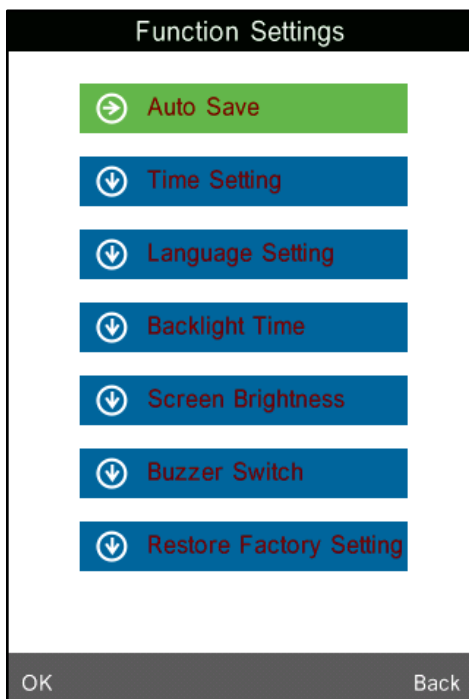 Function Settings
Auto Save
Time Setting
Language Setting
Backlight Time
Screen Brightness
Buzzer Switch
Restore Factory Setting
OK Back